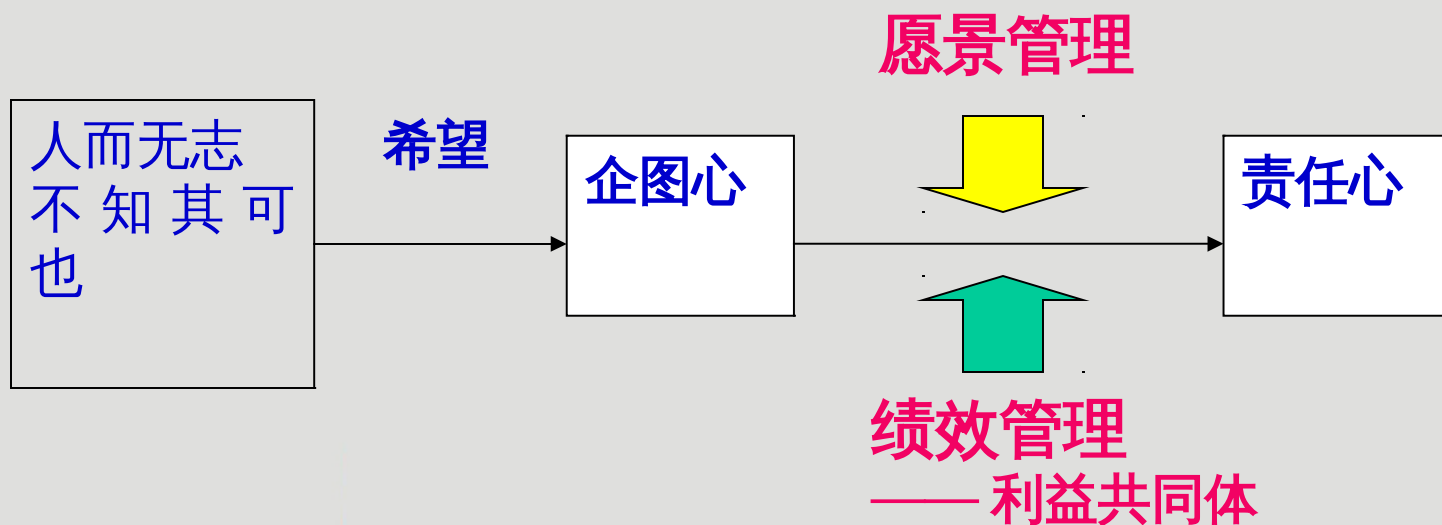 愿景管理
人而无志
不知其可
也
希望
企图心
责任心
绩效管理
—— 利益共同体